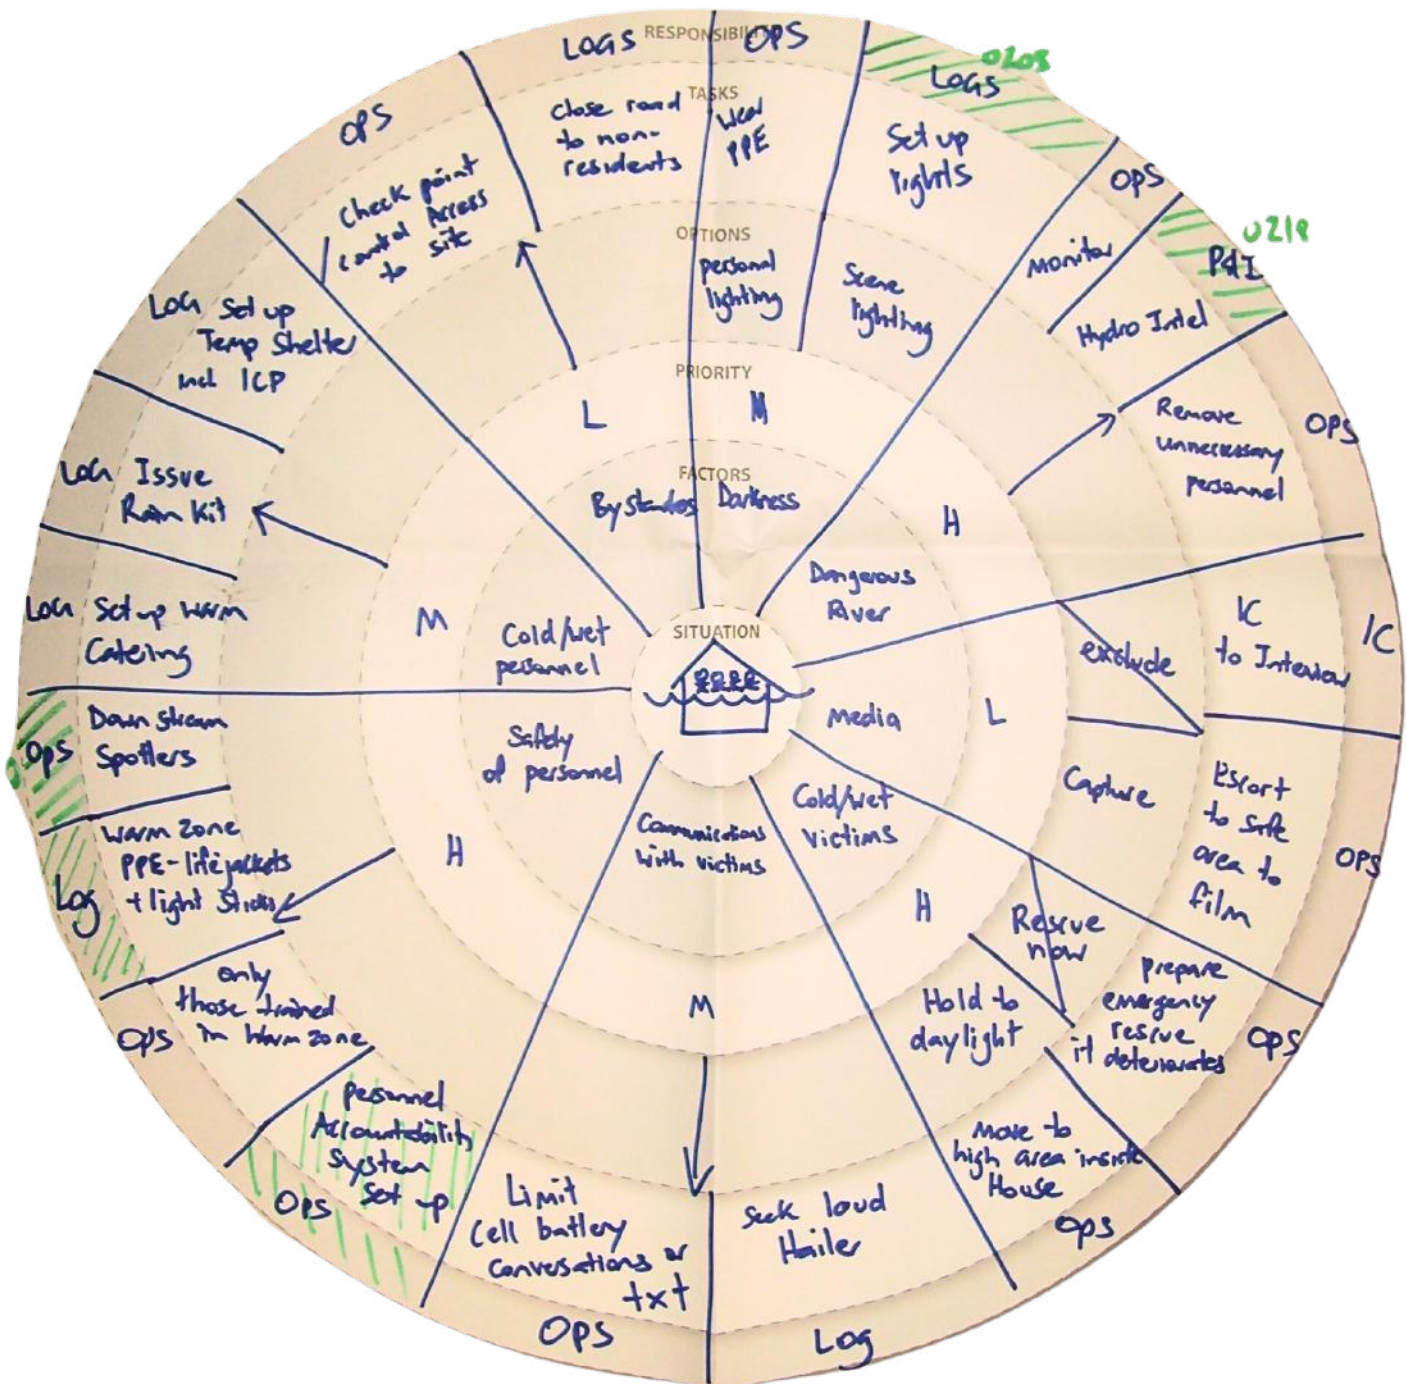 RESPONSIBILITY
TASKS
OPTIONS
PRIORITY
FACTORS
SITUATION
Darkness
M
personal
lighting
Wear
PPE
OPS
Scene
lighting
Set up
lights
LOGS
0208
Dangerous
River
H
Monitor
OPS
Hydro Intel
P&I
0219
Remove
unnecessary
personnel
OPS
Media
L
exclude
IC
to Interview
IC
Capture
Escort
to safe
area to
film
OPS
Cold/wet
victims
H
Rescue
now
Hold to
daylight
prepare
emergency
rescue
if deteriorates
OPS
Move to
high area inside
House
OPS
Communications
with victims
M
Seek loud
Hailer
LOG
Limit
Cell battery
conversations or
txt
OPS
Safety
of personnel
H
personnel
Accountability
System
Set up
OPS
only
those trained
in Warm zone
OPS
Warm zone
PPE - lifejackets
+ light Sticks
Log
Down stream
Spotters
OPS
Cold/wet
personnel
M
Set up warm
Catering
LOG
Issue
Rain Kit
LOG
Set up
Temp Shelter
incl ICP
LOG
Bystanders
L
Check point
control Access
to site
OPS
Close road
to non-
residents
LOGS